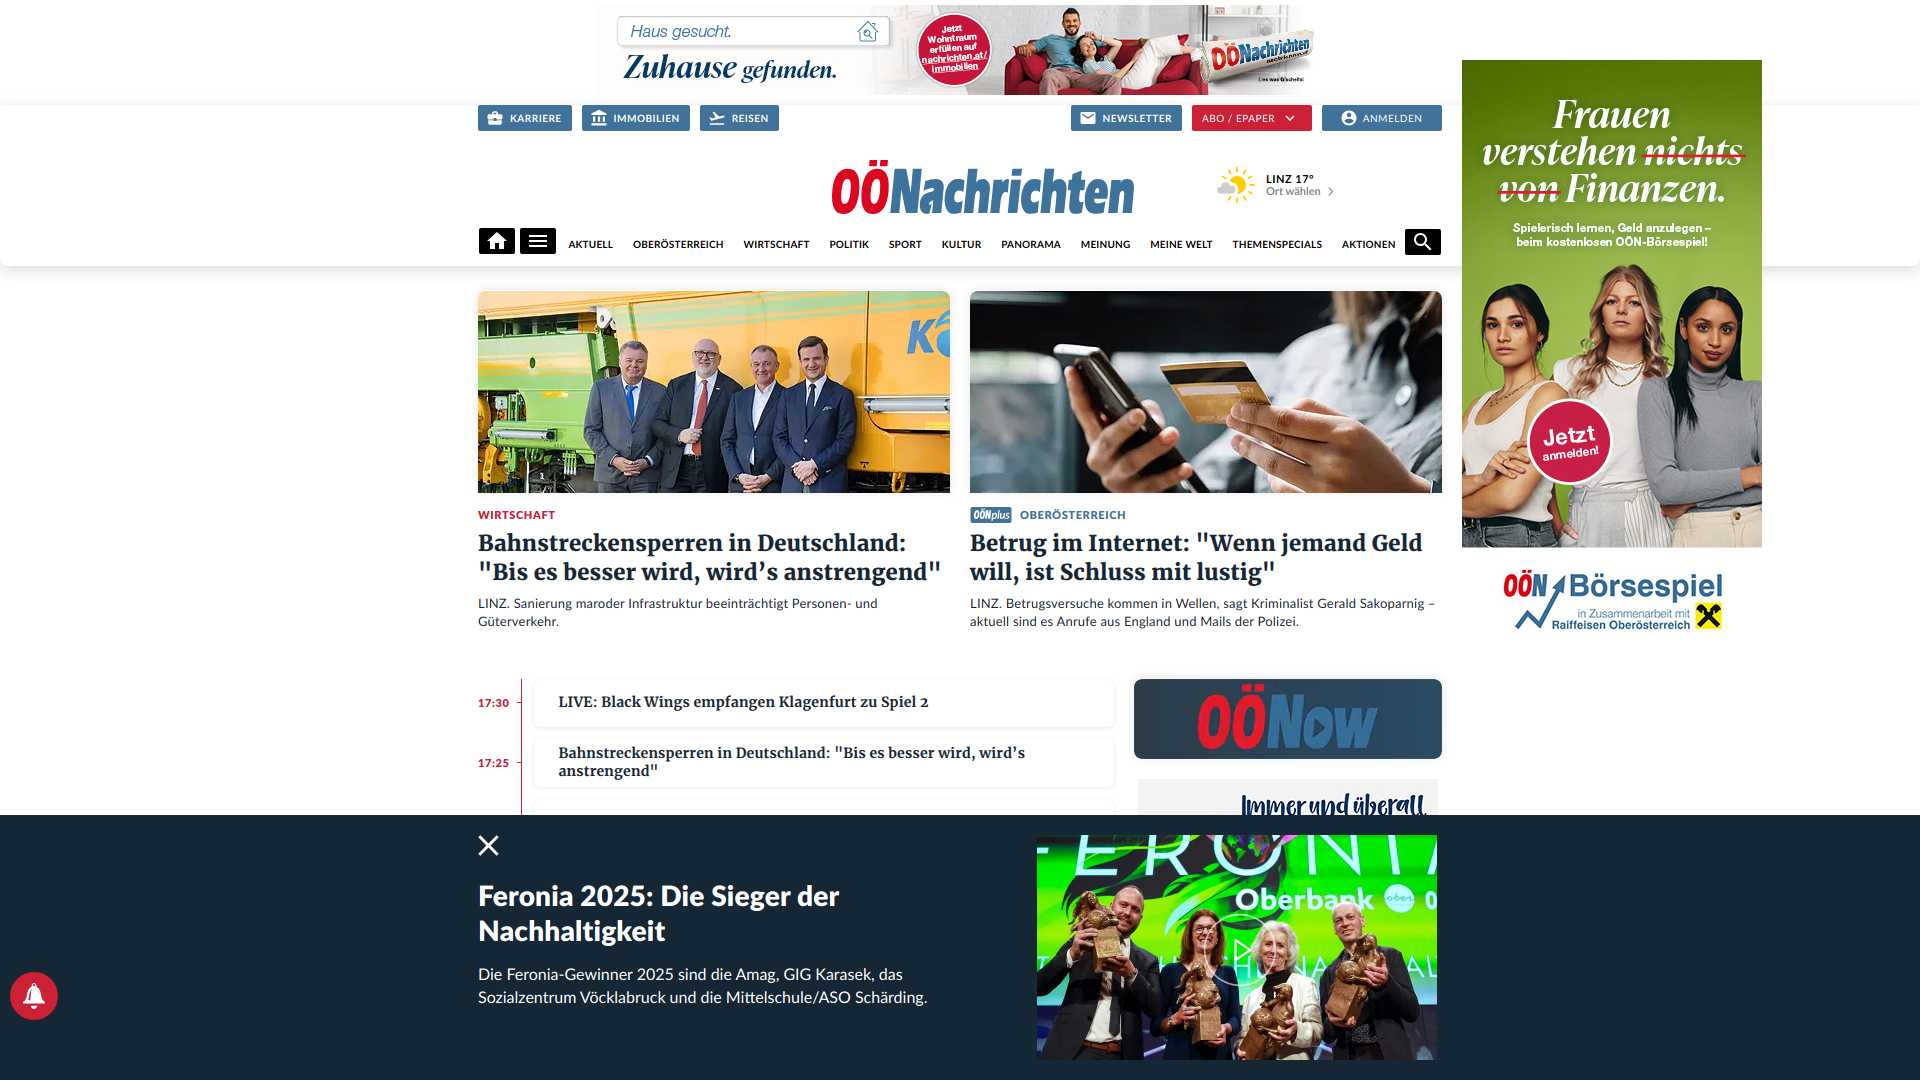 Haus gesucht.
Zuhause gefunden.
Jetzt
Wohntraum
erfüllen auf
nachrichten.at/
immobilien
OÖNachrichten
Lies was G'scheits!
KARRIERE
IMMOBILIEN
REISEN
NEWSLETTER
ABO / EPAPER
ANMELDEN
OÖNachrichten
LINZ 17°
Ort wählen
AKTUELL
OBERÖSTERREICH
WIRTSCHAFT
POLITIK
SPORT
KULTUR
PANORAMA
MEINUNG
MEINE WELT
THEMENSPECIALS
AKTIONEN
Frauen
verstehen nichts
von Finanzen.
Spielerisch lernen, Geld anzulegen –
beim kostenlosen OÖN-Börsespiel!
Jetzt
anmelden!
OÖN Börsespiel
in Zusammenarbeit mit
Raiffeisen Oberösterreich
WIRTSCHAFT
Bahnstreckensperren in Deutschland:
"Bis es besser wird, wird’s anstrengend"
LINZ. Sanierung maroder Infrastruktur beeinträchtigt Personen- und
Güterverkehr.
OÖNplus OBERÖSTERREICH
Betrug im Internet: "Wenn jemand Geld
will, ist Schluss mit lustig"
LINZ. Betrugsversuche kommen in Wellen, sagt Kriminalist Gerald Sakoparnig –
aktuell sind es Anrufe aus England und Mails der Polizei.
17:30
LIVE: Black Wings empfangen Klagenfurt zu Spiel 2
17:25
Bahnstreckensperren in Deutschland: "Bis es besser wird, wird’s
anstrengend"
OÖNow
Immer und überall
Feronia 2025: Die Sieger der
Nachhaltigkeit
Die Feronia-Gewinner 2025 sind die Amag, GIG Karasek, das
Sozialzentrum Vöcklabruck und die Mittelschule/ASO Schärding.
FERONIA
Oberbank